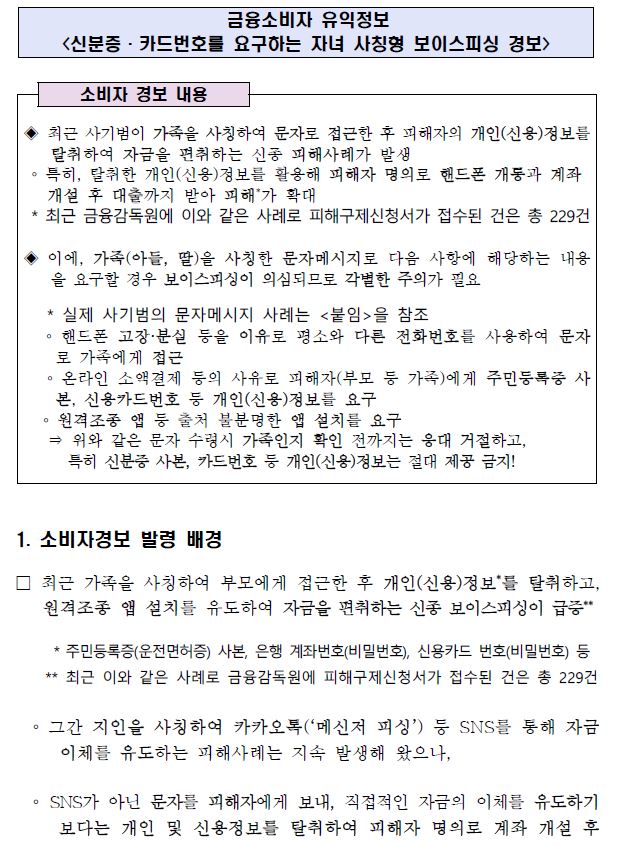 금융소비자 유익정보
<신분증·카드번호를 요구하는 자녀 사칭형 보이스피싱 경보>
소비자 경보 내용
◈ 최근 사기범이 가족을 사칭하여 문자로 접근한 후 피해자의 개인(신용)정보를
탈취하여 자금을 편취하는 신종 피해사례가 발생
◦ 특히, 탈취한 개인(신용)정보를 활용해 피해자 명의로 핸드폰 개통과 계좌
개설 후 대출까지 받아 피해*가 확대
* 최근 금융감독원에 이와 같은 사례로 피해구제신청서가 접수된 건은 총 229건
◈ 이에, 가족(아들, 딸)을 사칭한 문자메시지로 다음 사항에 해당하는 내용
을 요구할 경우 보이스피싱이 의심되므로 각별한 주의가 필요
* 실제 사기범의 문자메시지 사례는 <붙임>을 참조
◦ 핸드폰 고장·분실 등을 이유로 평소와 다른 전화번호를 사용하여 문자
로 가족에게 접근
◦ 온라인 소액결제 등의 사유로 피해자(부모 등 가족)에게 주민등록증 사
본, 신용카드번호 등 개인(신용)정보를 요구
◦ 원격조종 앱 등 출처 불분명한 앱 설치를 요구
⇒ 위와 같은 문자 수령시 가족인지 확인 전까지는 응대 거절하고,
특히 신분증 사본, 카드번호 등 개인(신용)정보는 절대 제공 금지!
1. 소비자경보 발령 배경
□ 최근 가족을 사칭하여 부모에게 접근한 후 개인(신용)정보*를 탈취하고,
원격조종 앱 설치를 유도하여 자금을 편취하는 신종 보이스피싱이 급증**
* 주민등록증(운전면허증) 사본, 은행 계좌번호(비밀번호), 신용카드 번호(비밀번호) 등
** 최근 이와 같은 사례로 금융감독원에 피해구제신청서가 접수된 건은 총 229건
◦ 그간 지인을 사칭하여 카카오톡(‘메신저 피싱’) 등 SNS를 통해 자금
이체를 유도하는 피해사례는 지속 발생해 왔으나,
◦ SNS가 아닌 문자를 피해자에게 보내, 직접적인 자금의 이체를 유도하기
보다는 개인 및 신용정보를 탈취하여 피해자 명의로 계좌 개설 후